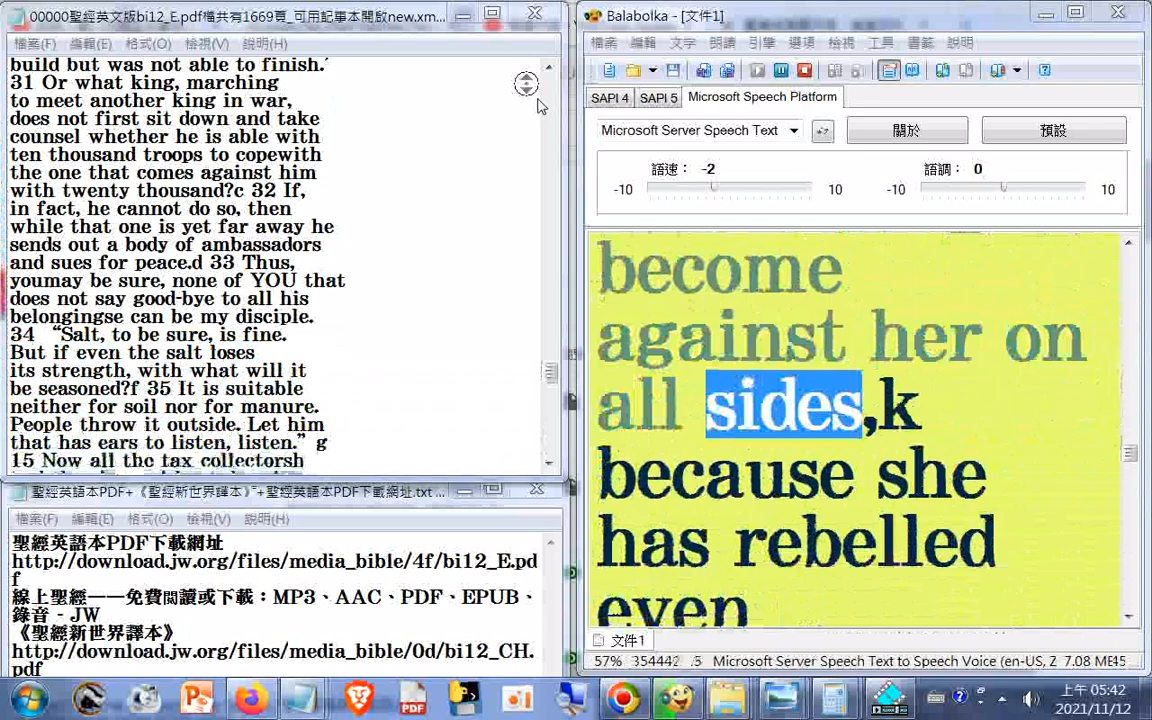 00000聖經英文版bi12_E.pdf檔共有1669頁_可用記事本開啟new.xm...
檔案(F) 編輯(E) 格式(O) 檢視(V) 說明(H)
build but was not able to finish.'
31 Or what king, marching
to meet another king in war,
does not first sit down and take
counsel whether he is able with
ten thousand troops to copewith
the one that comes against him
with twenty thousand?c 32 If,
in fact, he cannot do so, then
while that one is yet far away he
sends out a body of ambassadors
and sues for peace.d 33 Thus,
youmay be sure, none of YOU that
does not say good-bye to all his
belongingse can be my disciple.
34 “Salt, to be sure, is fine.
But if even the salt loses
its strength, with what will it
be seasoned?f 35 It is suitable
neither for soil nor for manure.
People throw it outside. Let him
that has ears to listen, listen.” g
15 Now all the tax collectorsh
聖經英語本PDF+《聖經新世界譯本》"+聖經英語本PDF下載網址.txt ...
檔案(F) 編輯(E) 格式(O) 檢視(V) 說明(H)
聖經英語本PDF下載網址
http://download.jw.org/files/media_bible/4f/bi12_E.pd
f
線上聖經——免費閱讀或下載：MP3、AAC、PDF、EPUB、
錄音 - JW
《聖經新世界譯本》
http://download.jw.org/files/media_bible/0d/bi12_CH.
pdf
Balabolka - [文件1]
檔案 編輯 文字 朗讀 引擎 選項 檢視 工具 書籤 說明
SAPI 4 SAPI 5 Microsoft Speech Platform
Microsoft Server Speech Text 關於 預設
語速： -2 語調： 0
-10 10 -10 10
become
against her on
all sides,k
because she
has rebelled
even
文件1
57% 354442 Microsoft Server Speech Text to Speech Voice (en-US, Z 7.08 ME45
PDF
上午 05:42
2021/11/12